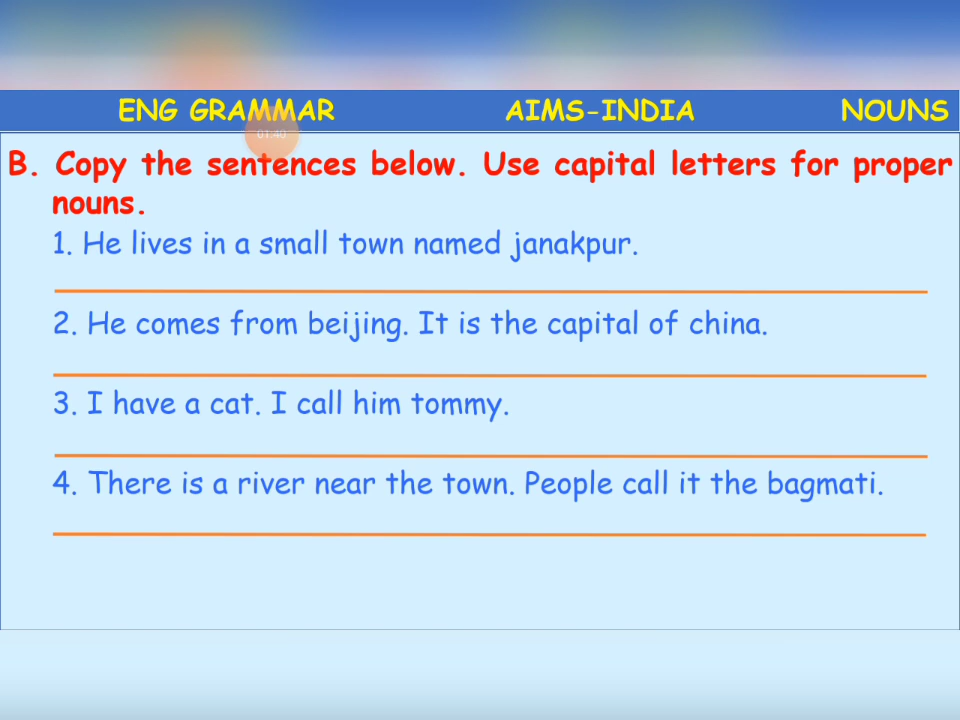 ENG GRAMMAR AIMS-INDIA NOUNS
01:40
B. Copy the sentences below. Use capital letters for proper
nouns.
1. He lives in a small town named janakpur.
2. He comes from beijing. It is the capital of china.
3. I have a cat. I call him tommy.
4. There is a river near the town. People call it the bagmati.